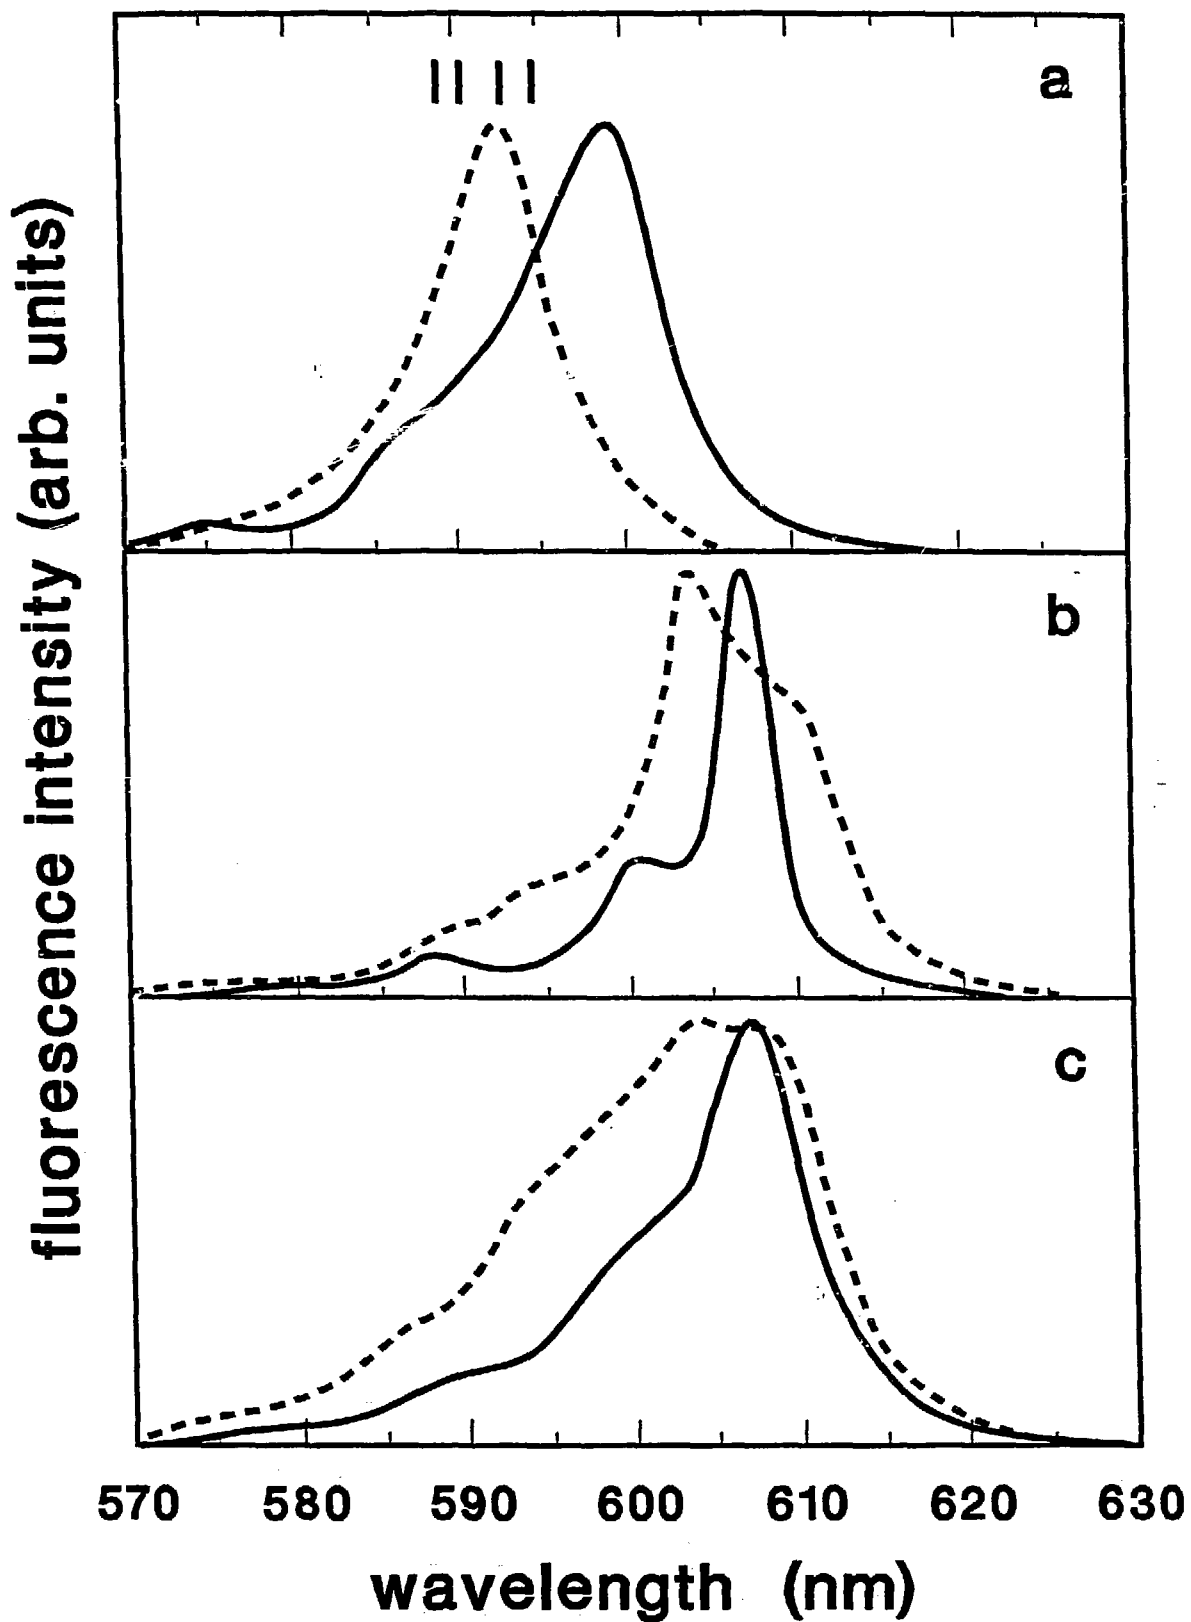 a
b
c
fluorescence intensity (arb. units)
570 580 590 600 610 620 630
wavelength (nm)